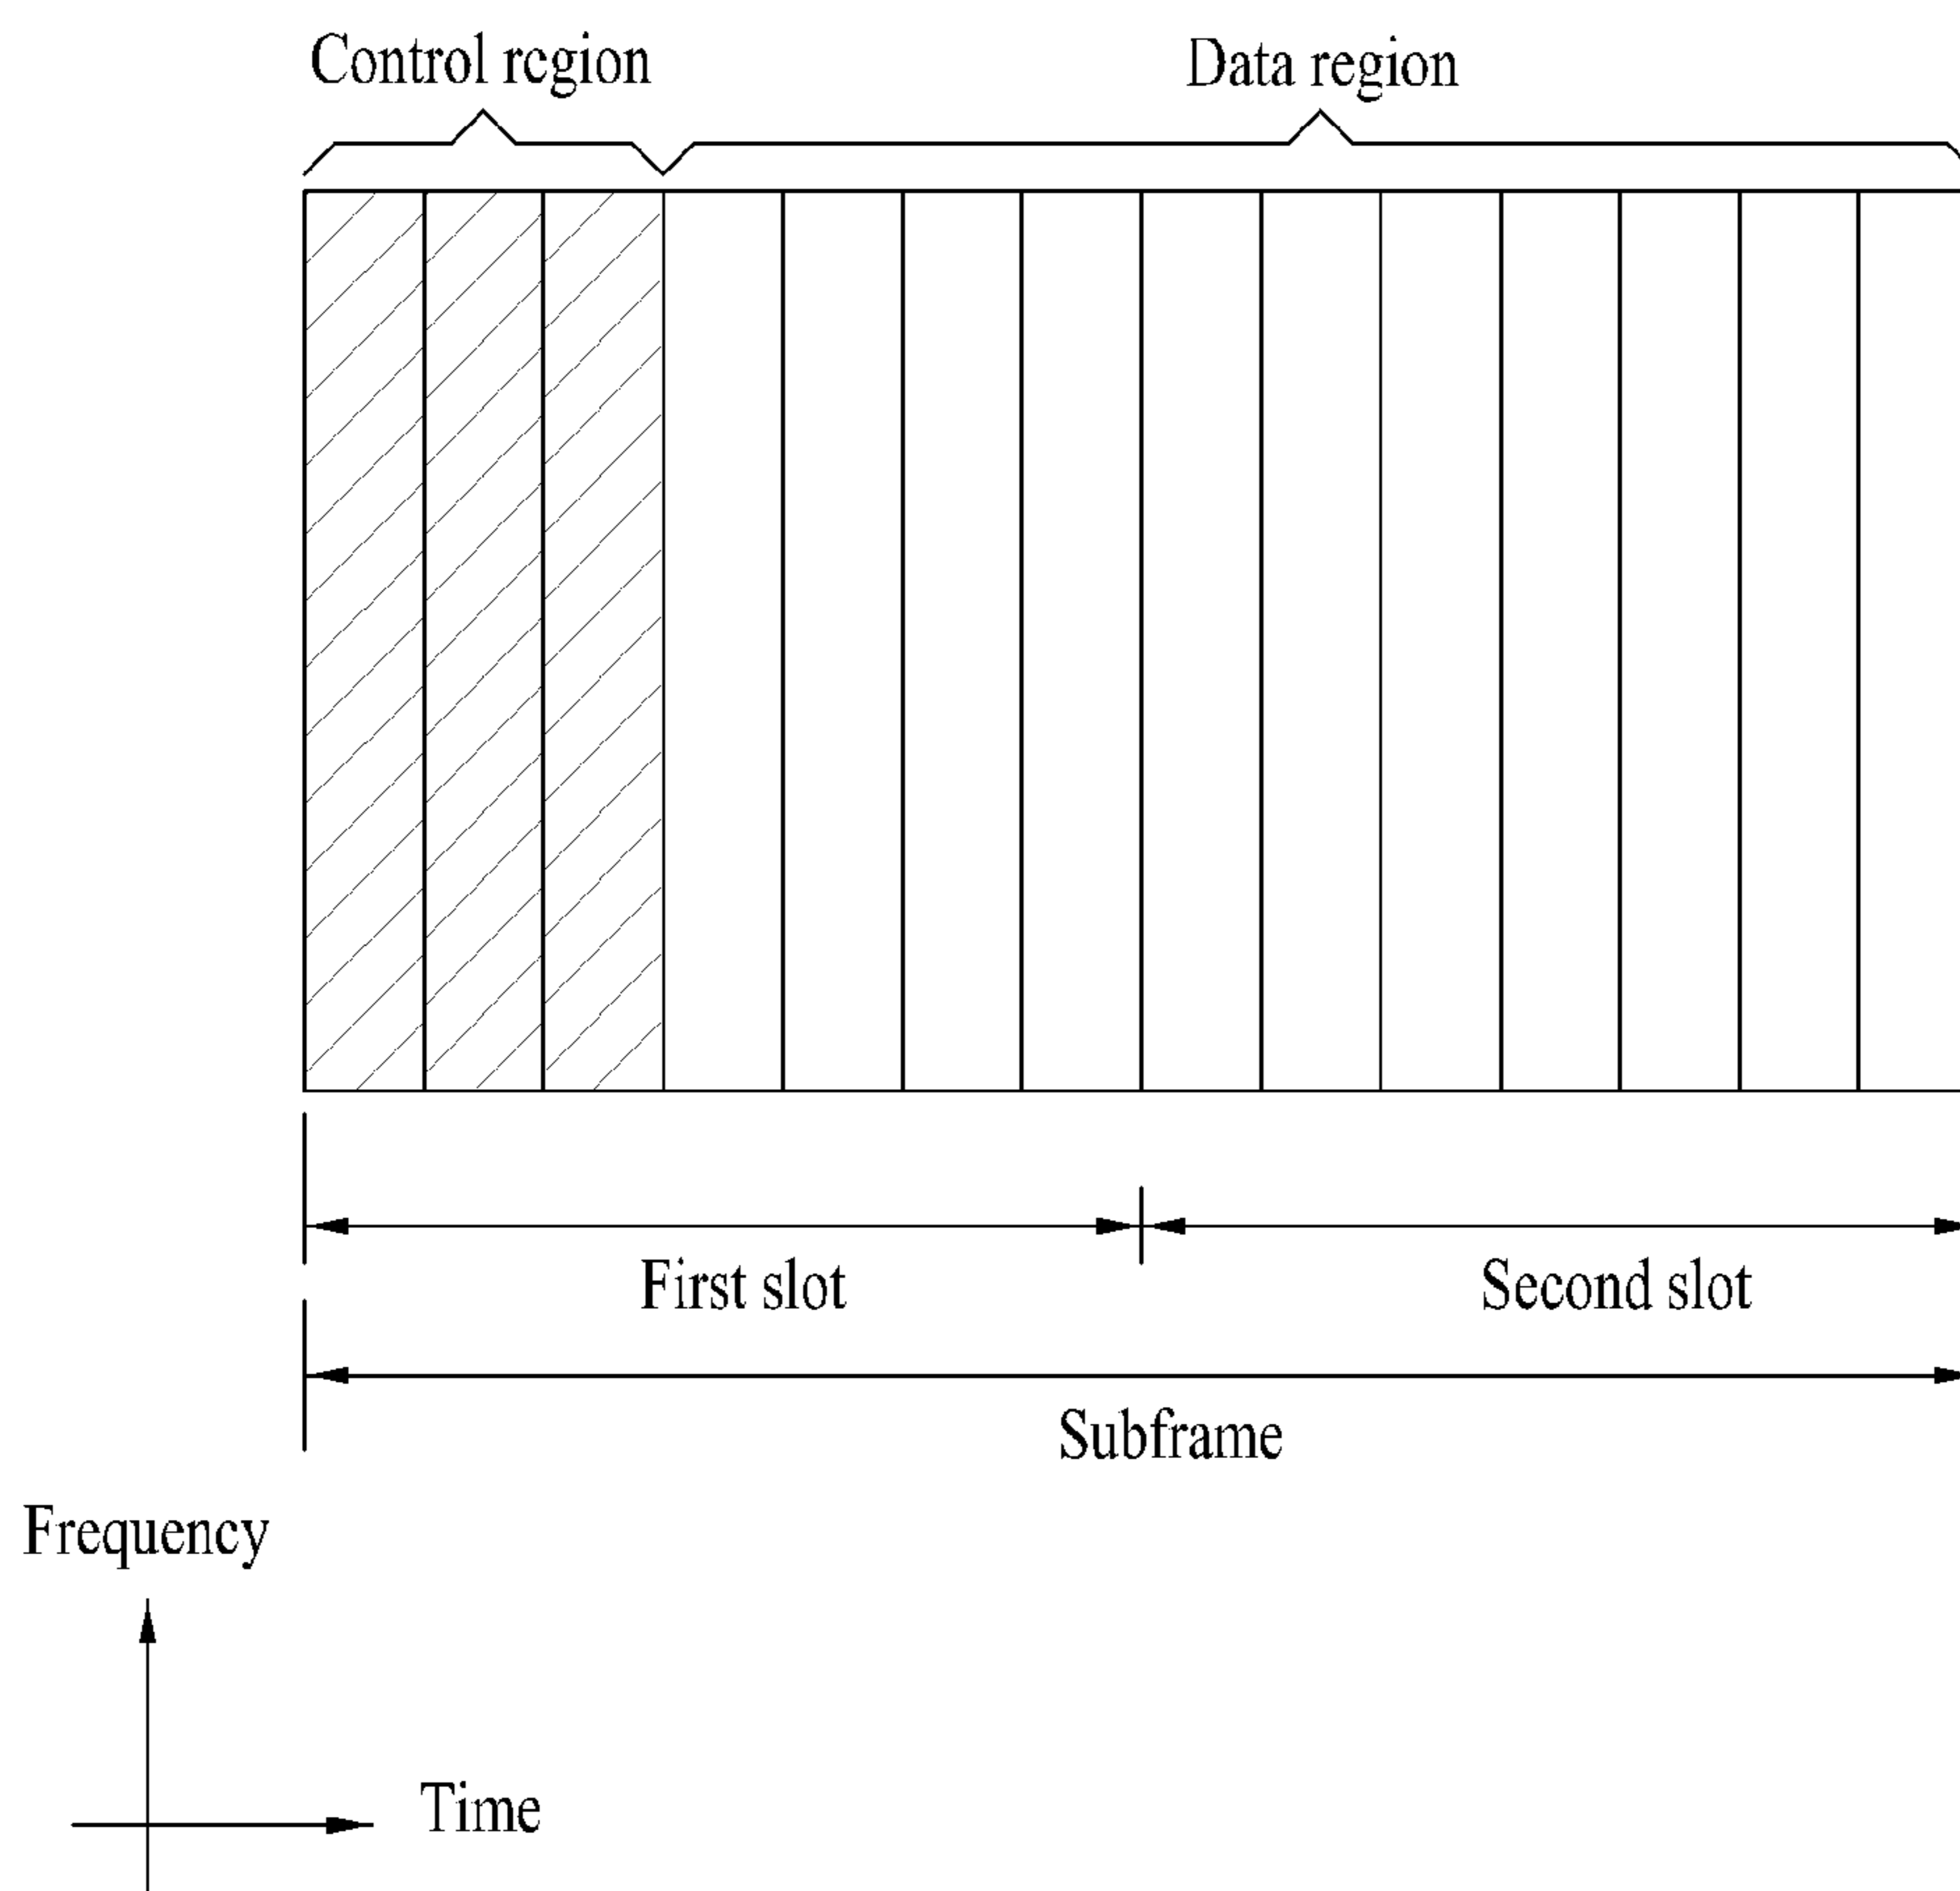 Control region
Data region
First slot
Second slot
Subframe
Frequency
Time